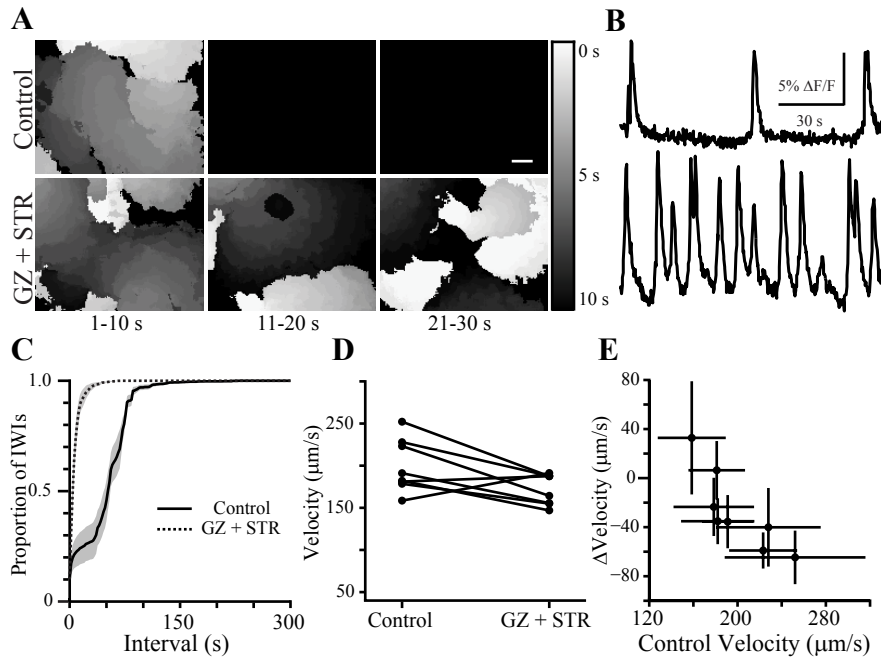 A
Control
GZ + STR
1-10 s
11-20 s
21-30 s
0 s
5 s
10 s
B
5% ΔF/F
30 s
C
Proportion of IWIs
1.0
0.5
0
Control
GZ + STR
0
150
300
Interval (s)
D
Velocity (μm/s)
250
150
50
Control
GZ + STR
E
ΔVelocity (μm/s)
80
40
0
−40
−80
120
200
280
Control Velocity (μm/s)